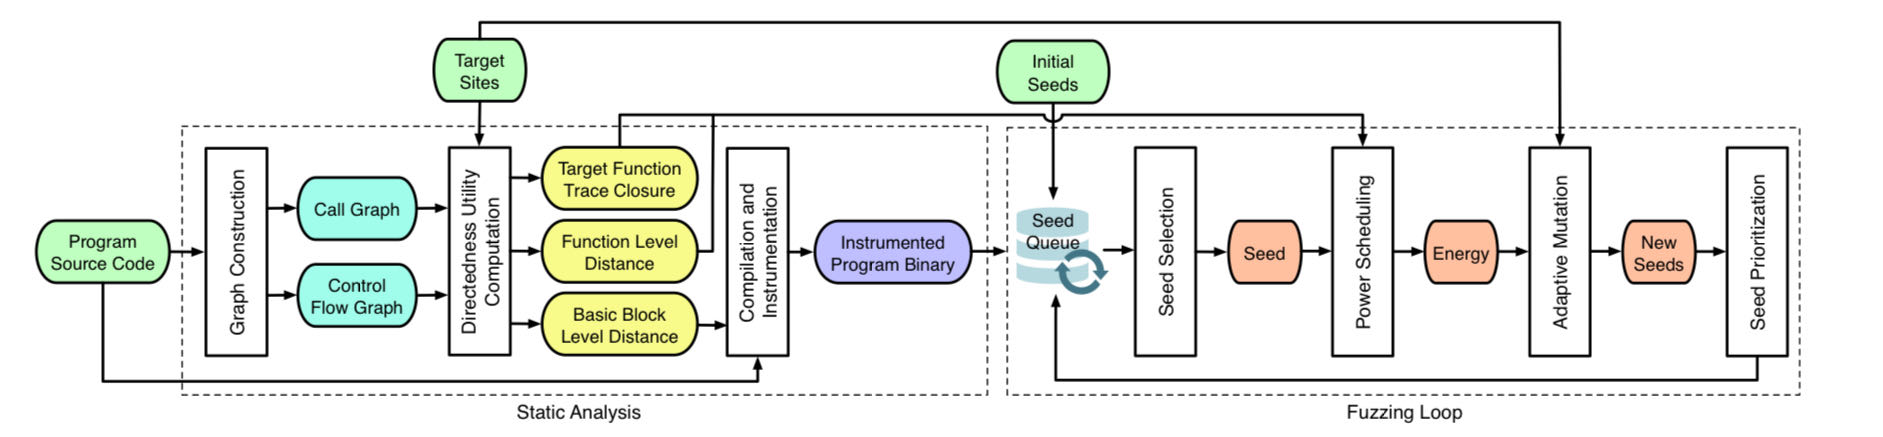 Target
Sites
Initial
Seeds
Program
Source Code
Graph Construction
Call Graph
Control
Flow Graph
Directedness Utility
Computation
Target Function
Trace Closure
Function Level
Distance
Basic Block
Level Distance
Compilation and
Instrumentation
Instrumented
Program Binary
Seed
Queue
Seed Selection
Seed
Power Scheduling
Energy
Adaptive Mutation
New
Seeds
Seed Prioritization
Static Analysis
Fuzzing Loop